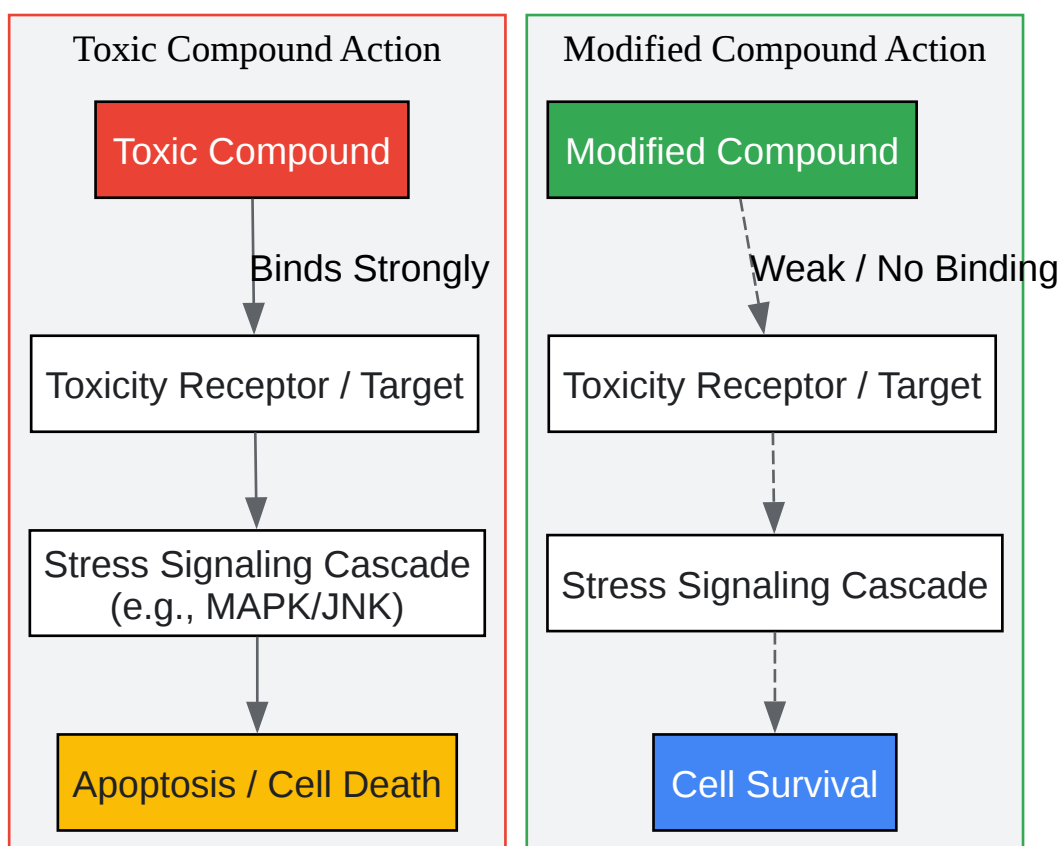 Toxic Compound Action
Toxic Compound
Binds Strongly
Toxicity Receptor / Target
Stress Signaling Cascade
(e.g., MAPK/JNK)
Apoptosis / Cell Death
Modified Compound Action
Modified Compound
Weak / No Binding
Toxicity Receptor / Target
Stress Signaling Cascade
Cell Survival